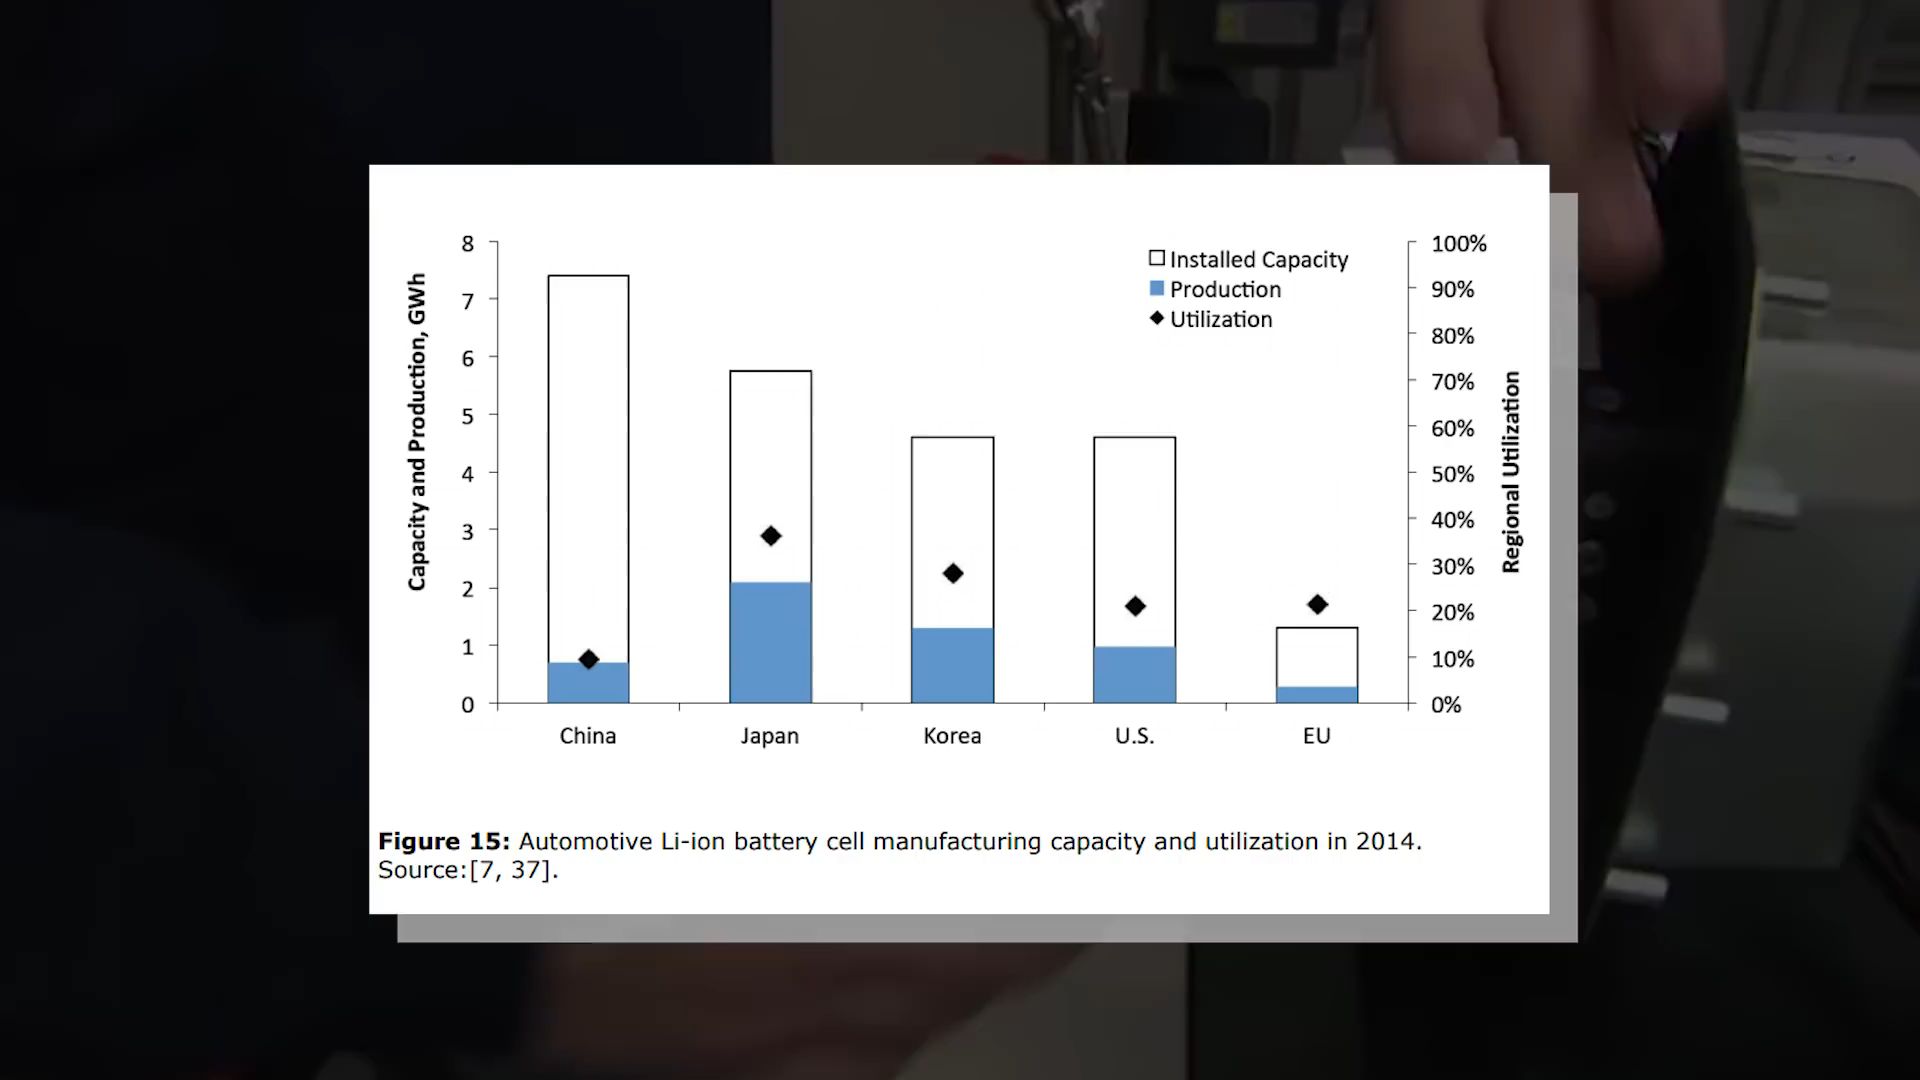 Capacity and Production, GWh
8
7
6
5
4
3
2
1
0
Installed Capacity
Production
Utilization
100%
90%
80%
70%
60%
50%
40%
30%
20%
10%
0%
Regional Utilization
China Japan Korea U.S. EU
Figure 15: Automotive Li-ion battery cell manufacturing capacity and utilization in 2014.
Source:[7, 37].